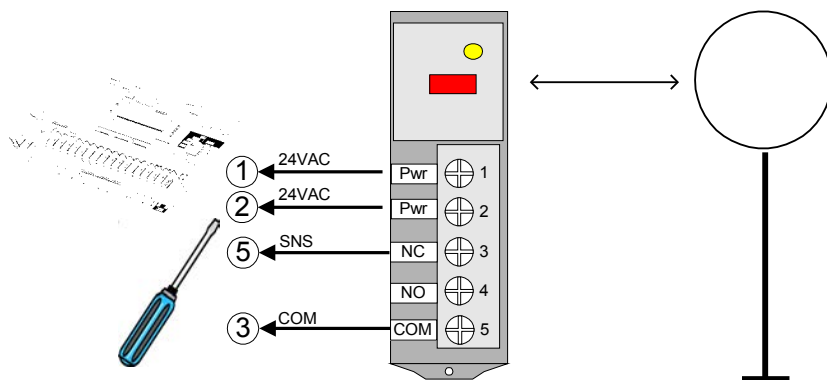 1 24VAC Pwr 1
2 24VAC Pwr 2
5 SNS NC 3
NO 4
3 COM COM 5